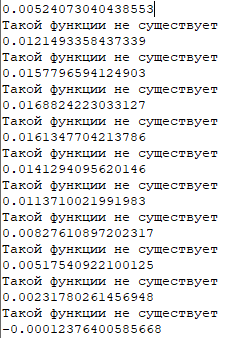 0.00524073040438553
Такой функции не существует
0.0121493358437339
Такой функции не существует
0.0157796594124903
Такой функции не существует
0.0168824223033127
Такой функции не существует
0.0161347704213786
Такой функции не существует
0.0141294095620146
Такой функции не существует
0.0113710021991983
Такой функции не существует
0.00827610897202317
Такой функции не существует
0.00517540922100125
Такой функции не существует
0.00231780261456948
Такой функции не существует
-0.00012376400585668